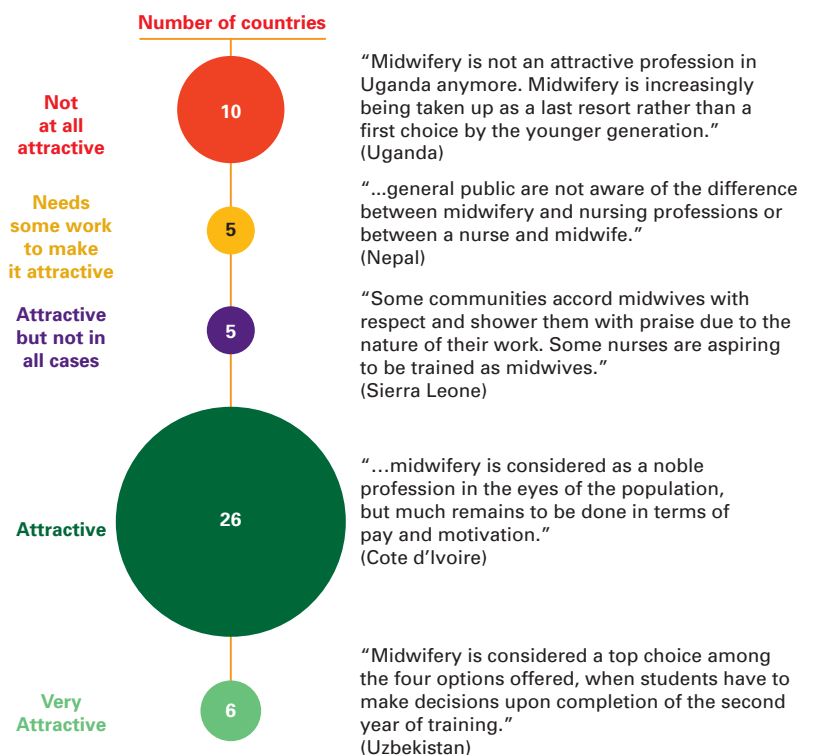 Number of countries
Not
at all
attractive
10
“Midwifery is not an attractive profession in
Uganda anymore. Midwifery is increasingly
being taken up as a last resort rather than a
first choice by the younger generation.”
(Uganda)
Needs
some work
to make
it attractive
5
“...general public are not aware of the difference
between midwifery and nursing professions or
between a nurse and midwife.”
(Nepal)
Attractive
but not in
all cases
5
“Some communities accord midwives with
respect and shower them with praise due to the
nature of their work. Some nurses are aspiring
to be trained as midwives.”
(Sierra Leone)
Attractive
26
“…midwifery is considered as a noble
profession in the eyes of the population,
but much remains to be done in terms of
pay and motivation.”
(Cote d’Ivoire)
Very
Attractive
6
“Midwifery is considered a top choice among
the four options offered, when students have to
make decisions upon completion of the second
year of training.”
(Uzbekistan)